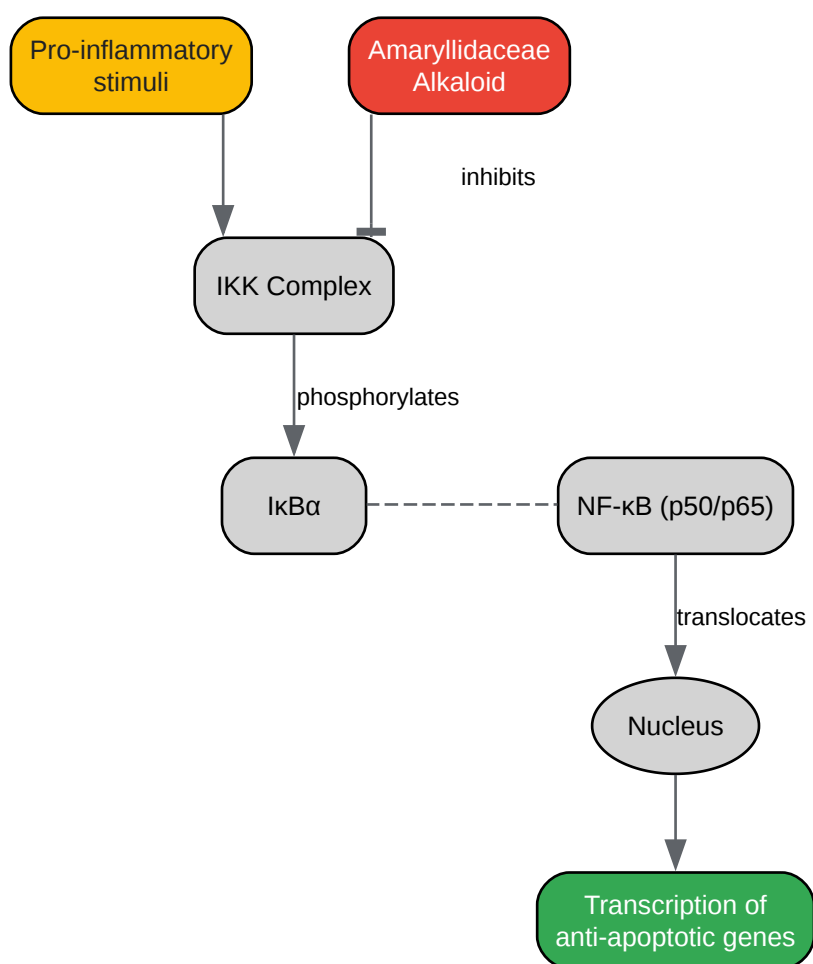 Pro-inflammatory
stimuli
Amaryllidaceae
Alkaloid
inhibits
IKK Complex
phosphorylates
IκBα
NF-κB (p50/p65)
translocates
Nucleus
Transcription of
anti-apoptotic genes